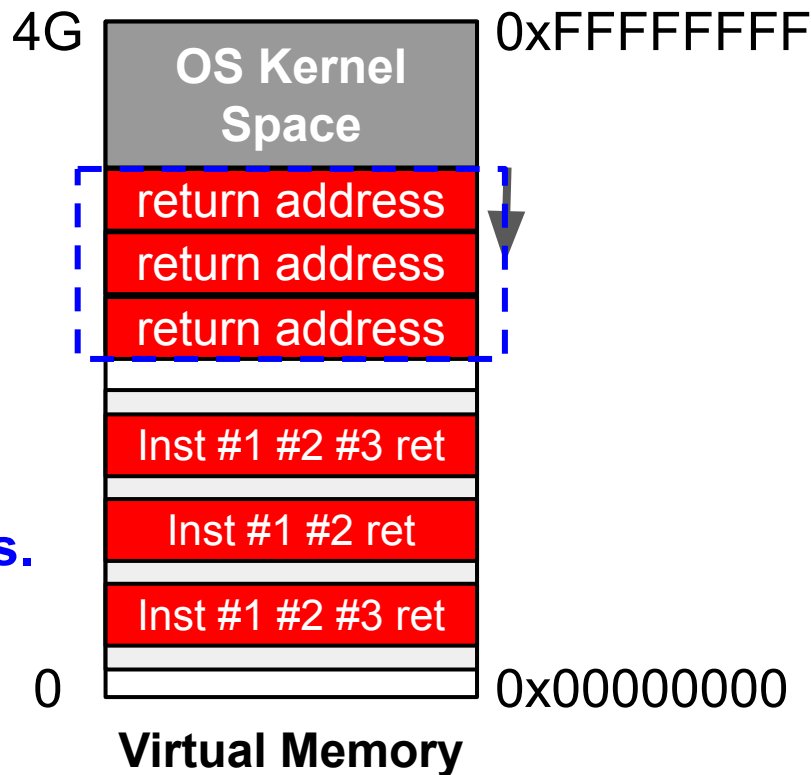 4G
0xFFFFFFFF
OS Kernel
Space
return address
return address
return address
Inst #1 #2 #3 ret
Inst #1 #2 ret
s.
Inst #1 #2 #3 ret
0
0x00000000
Virtual Memory